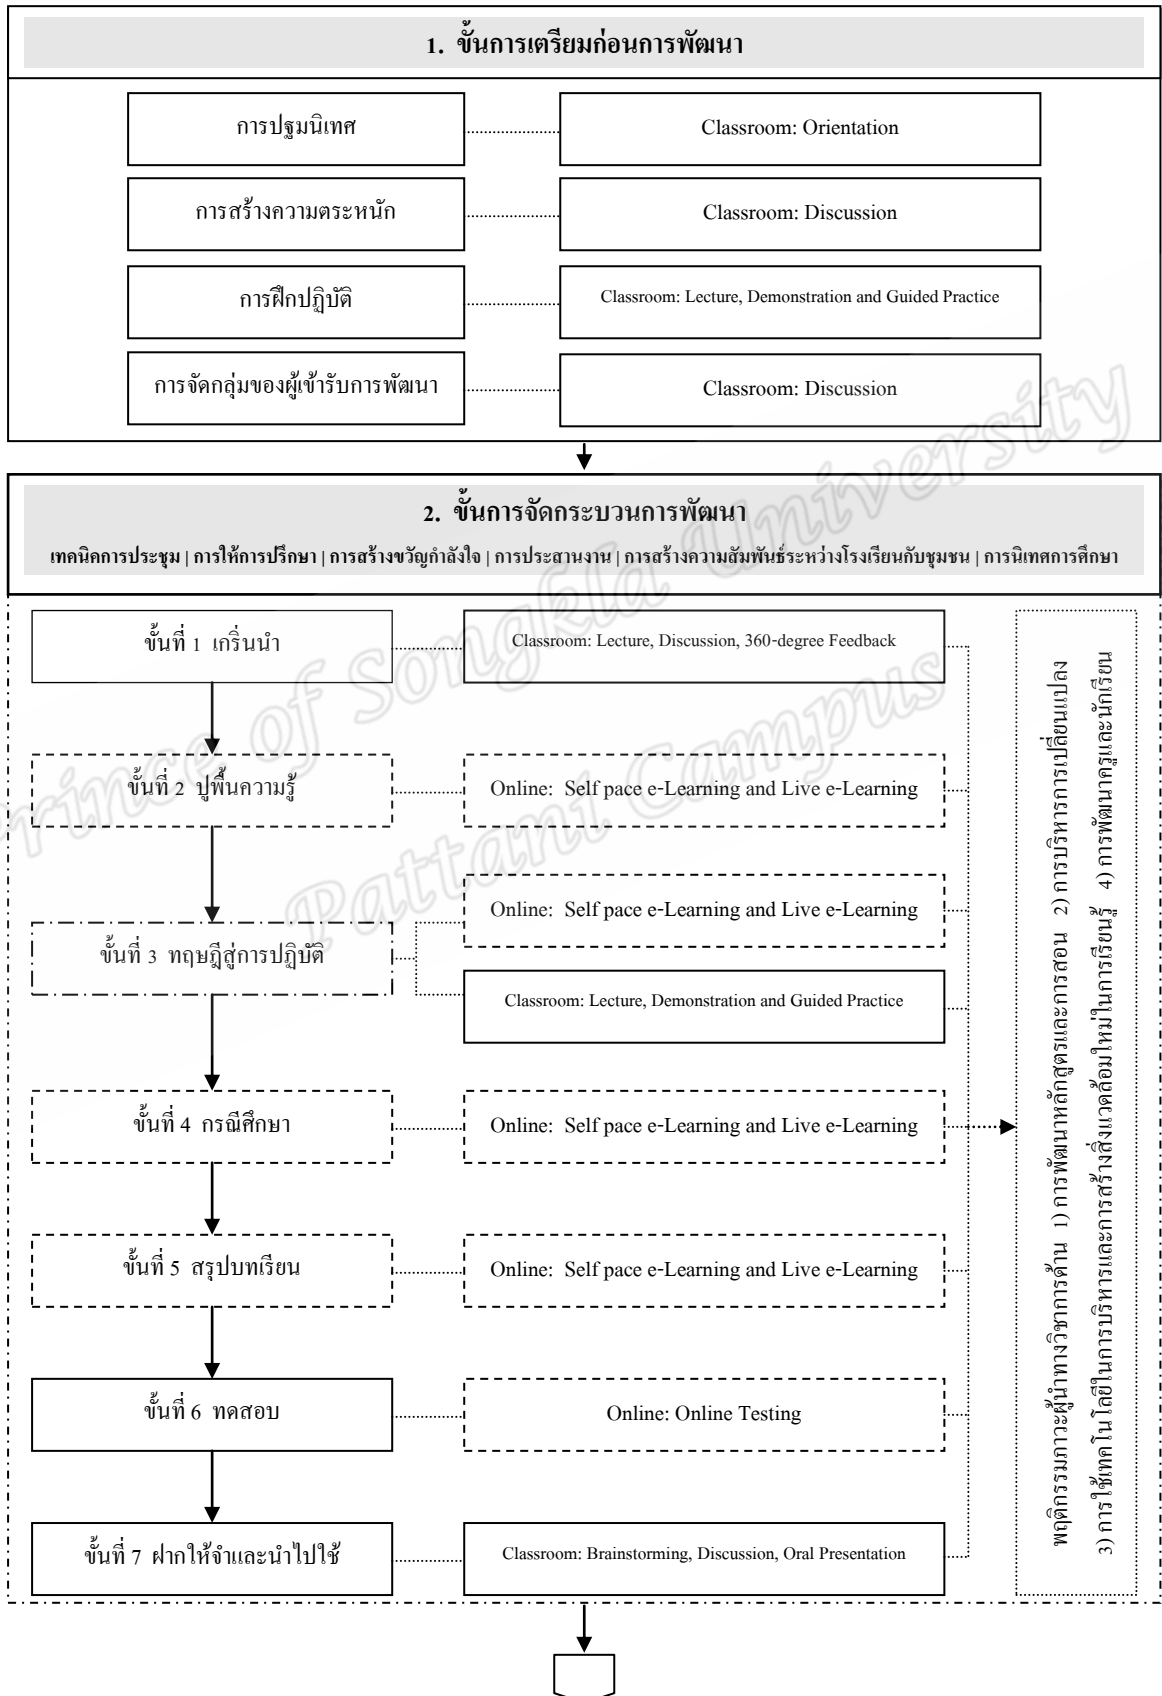 1. ขั้นการเตรียมก่อนการพัฒนา
การปฐมนิเทศ
Classroom: Orientation
การสร้างความตระหนัก
Classroom: Discussion
การฝึกปฏิบัติ
Classroom: Lecture, Demonstration and Guided Practice
การจัดกลุ่มของผู้เข้ารับการพัฒนา
Classroom: Discussion
2. ขั้นการจัดกระบวนการพัฒนา
เทคนิคการประชุม | การให้การปรึกษา | การสร้างขวัญกำลังใจ | การประสานงาน | การสร้างความสัมพันธ์ระหว่างโรงเรียนกับชุมชน | การนิเทศการศึกษา
ขั้นที่ 1 เกริ่นนำ
Classroom: Lecture, Discussion, 360-degree Feedback
ขั้นที่ 2 ปูพื้นความรู้
Online: Self pace e-Learning and Live e-Learning
ขั้นที่ 3 ทฤษฎีสู่การปฏิบัติ
Online: Self pace e-Learning and Live e-Learning
Classroom: Lecture, Demonstration and Guided Practice
ขั้นที่ 4 กรณีศึกษา
Online: Self pace e-Learning and Live e-Learning
ขั้นที่ 5 สรุปบทเรียน
Online: Self pace e-Learning and Live e-Learning
ขั้นที่ 6 ทดสอบ
Online: Online Testing
ขั้นที่ 7 ฝากให้จำและนำไปใช้
Classroom: Brainstorming, Discussion, Oral Presentation
พฤติกรรมภาวะผู้นำทางวิชาการด้าน 1) การพัฒนาหลักสูตรและการสอน 2) การบริหารการเปลี่ยนแปลง
3) การใช้เทคโนโลยีในการบริหารและการสร้างสิ่งแวดล้อมใหม่ในการเรียนรู้ 4) การพัฒนาครูและนักเรียน
Prince of Songkla University
Pattani Campus